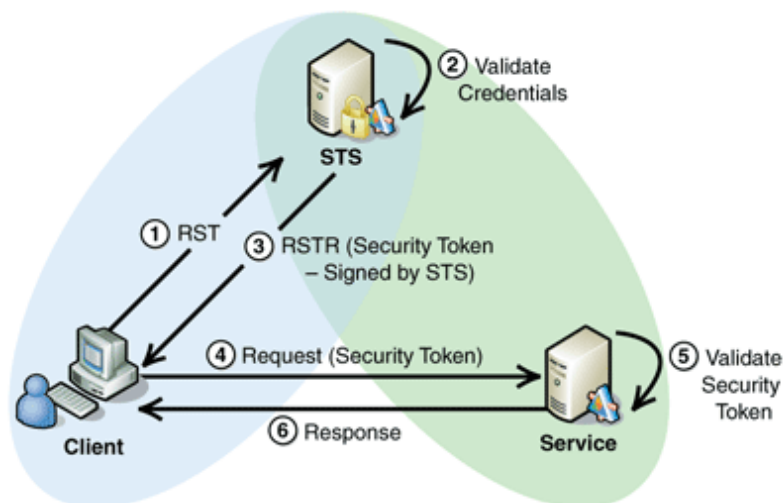 ② Validate
Credentials
STS
① RST
③ RSTR (Security Token
– Signed by STS)
④ Request (Security Token)
⑤ Validate
Security
Token
⑥ Response
Client
Service